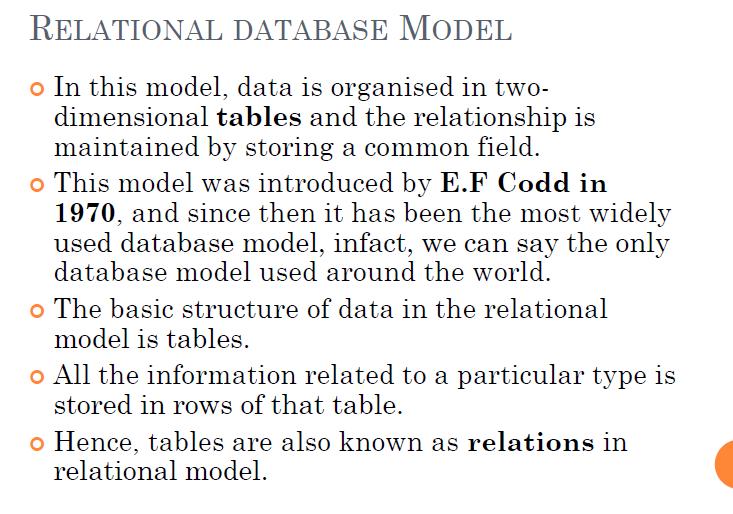 RELATIONAL DATABASE MODEL
In this model, data is organised in two-
dimensional tables and the relationship is
maintained by storing a common field.
This model was introduced by E.F Codd in
1970, and since then it has been the most widely
used database model, infact, we can say the only
database model used around the world.
The basic structure of data in the relational
model is tables.
All the information related to a particular type is
stored in rows of that table.
Hence, tables are also known as relations in
relational model.